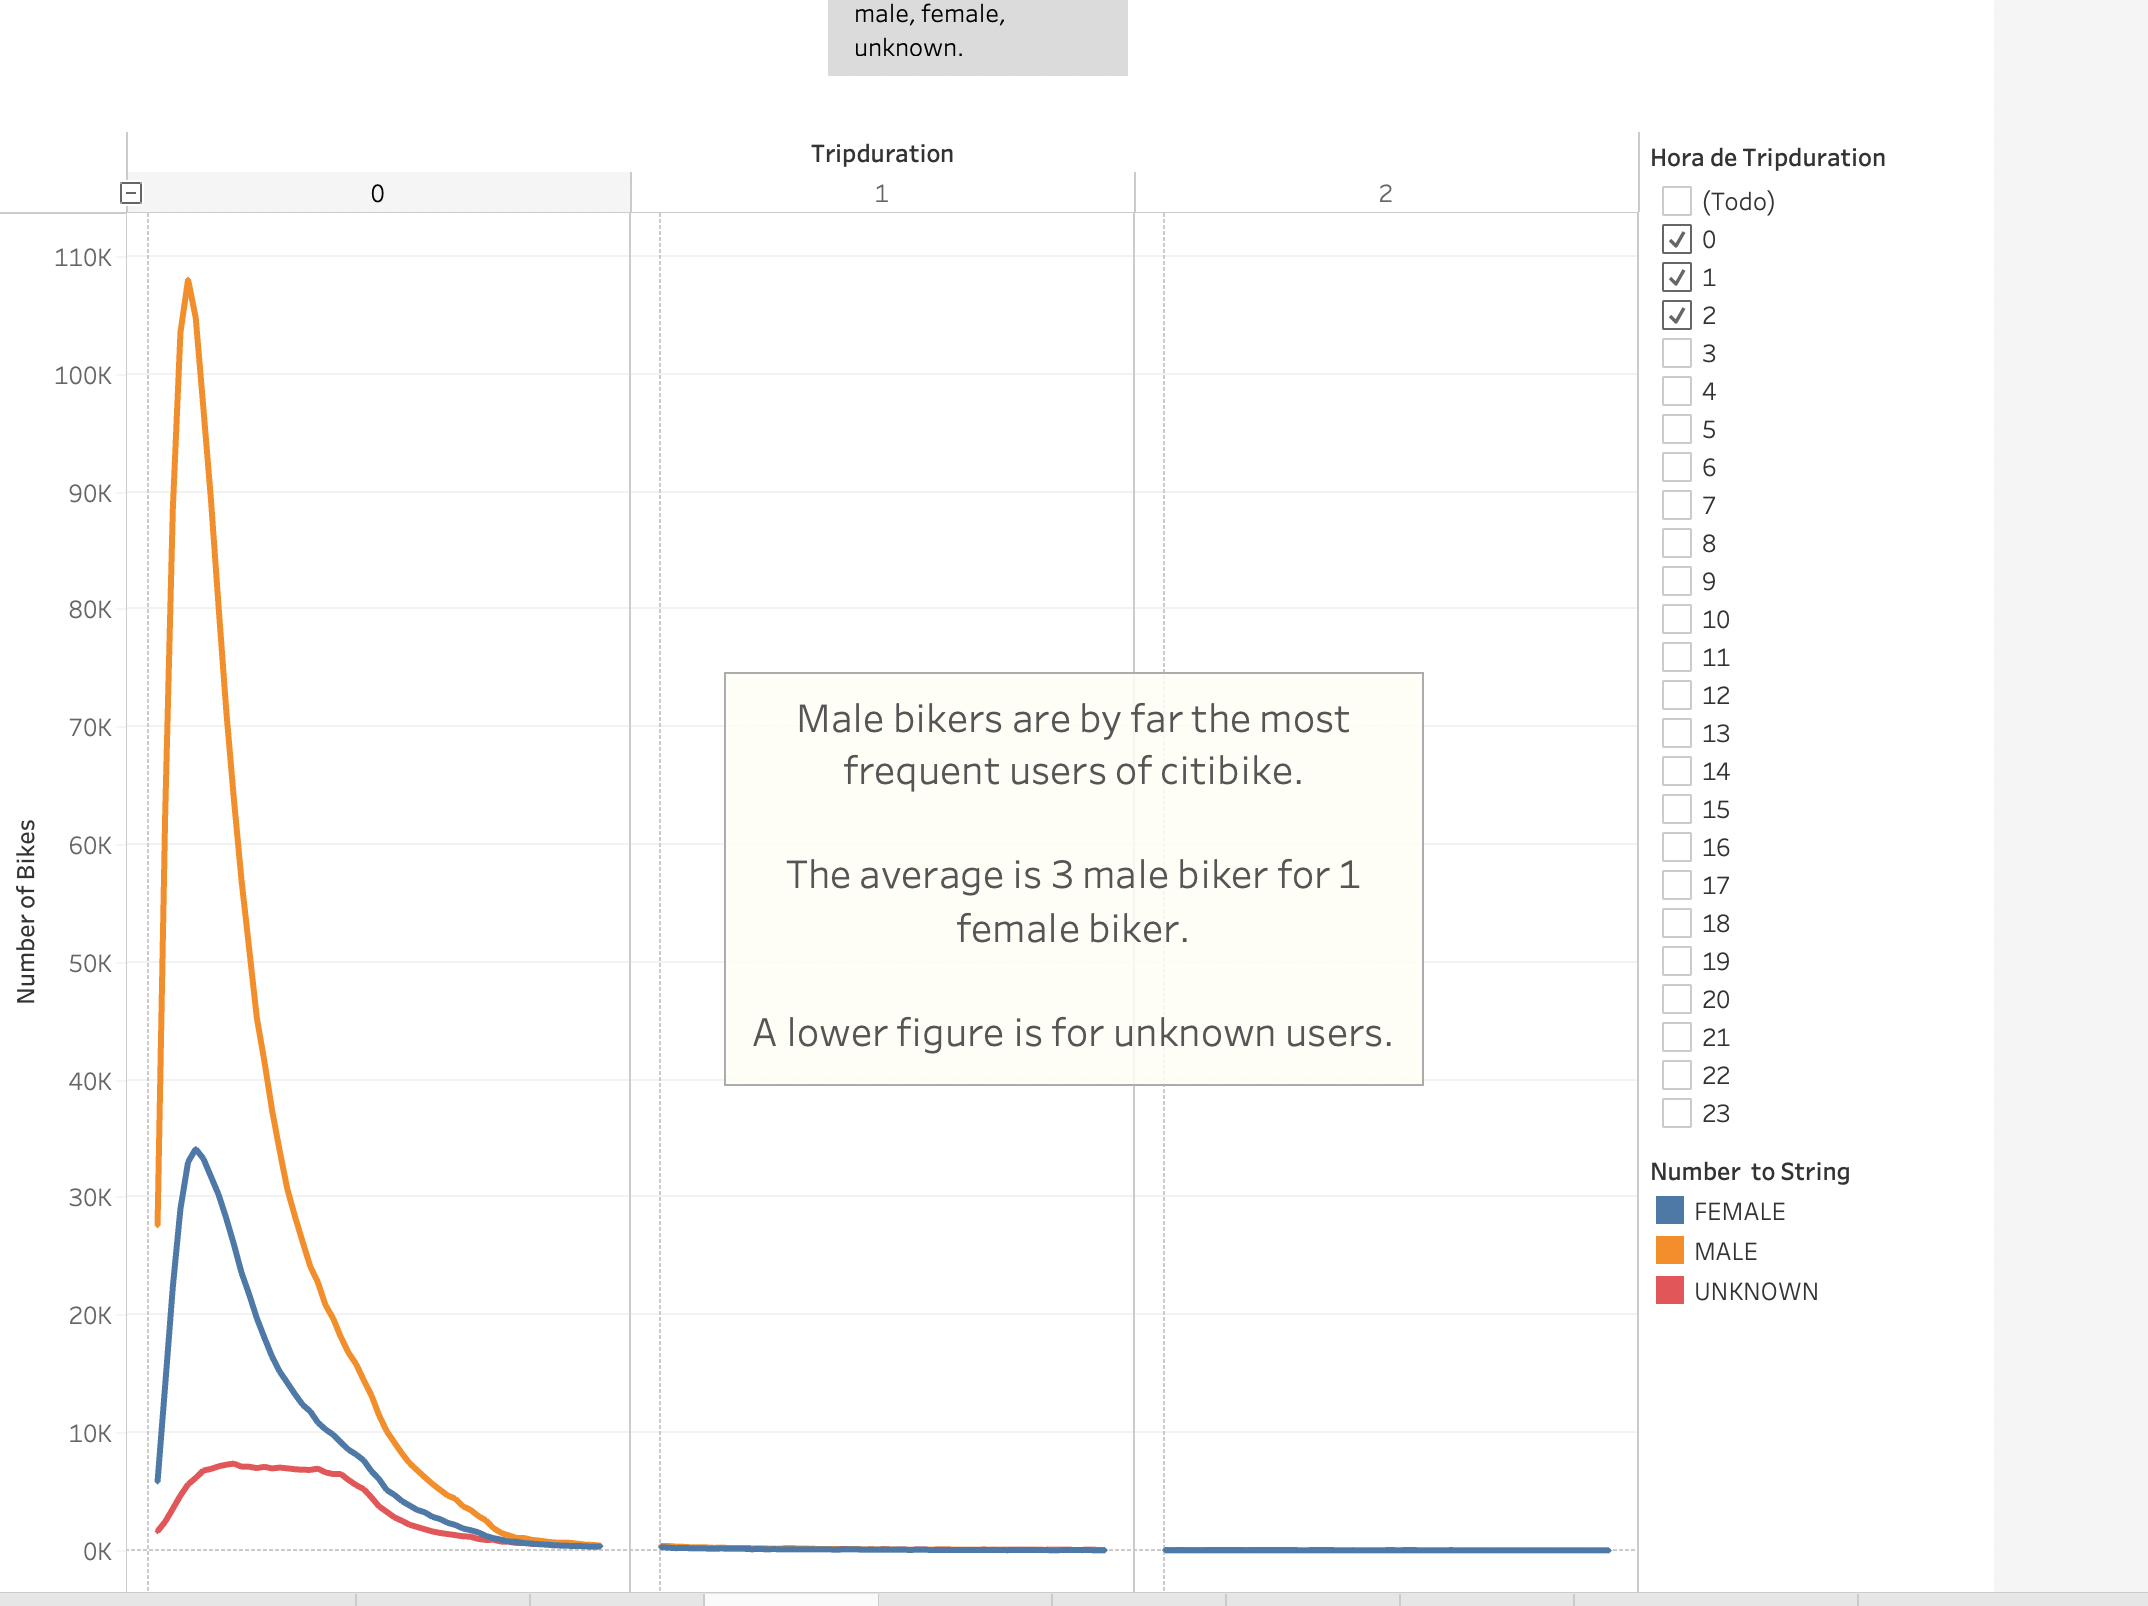 male, female,
unknown.
Tripduration
0
1
2
110K
100K
90K
80K
70K
60K
50K
40K
30K
20K
10K
0K
Number of Bikes
Male bikers are by far the most
frequent users of citibike.
The average is 3 male biker for 1
female biker.
A lower figure is for unknown users.
Hora de Tripduration
(Todo)
0
1
2
3
4
5
6
7
8
9
10
11
12
13
14
15
16
17
18
19
20
21
22
23
Number to String
FEMALE
MALE
UNKNOWN